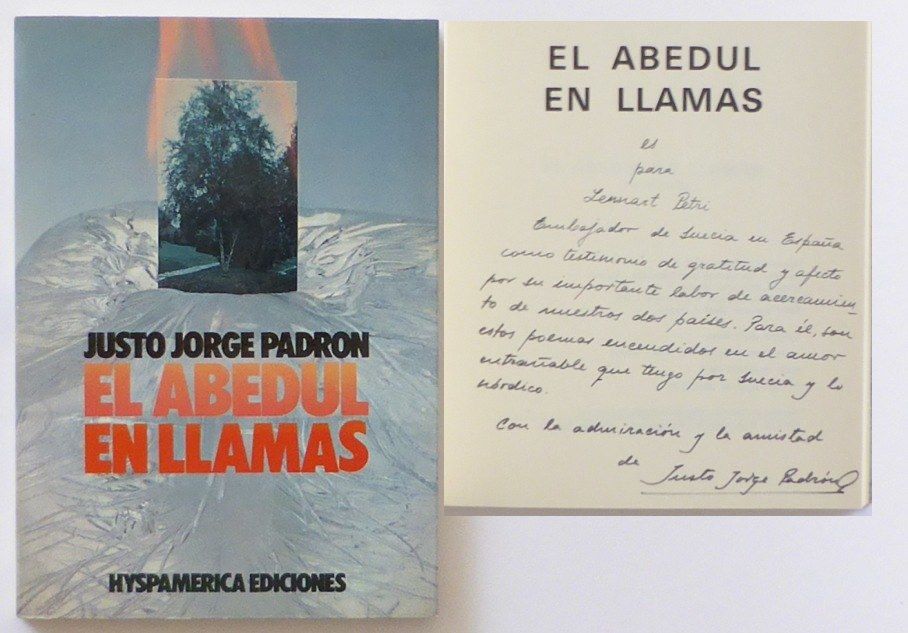 JUSTO JORGE PADRON
EL ABEDUL
EN LLAMAS
HYSPAMERICA EDICIONES
EL ABEDUL
EN LLAMAS
es
para
Lennart Petri
Embajador de Suecia en España
como testimonio de gratitud y afecto
por su importante labor de acercamien-
to de nuestros dos países. Para él, son
estos poemas encendidos en el amor
entrañable que tengo por Suecia y lo
nórdico.
Con la admiración y la amistad
de Justo Jorge Padrón